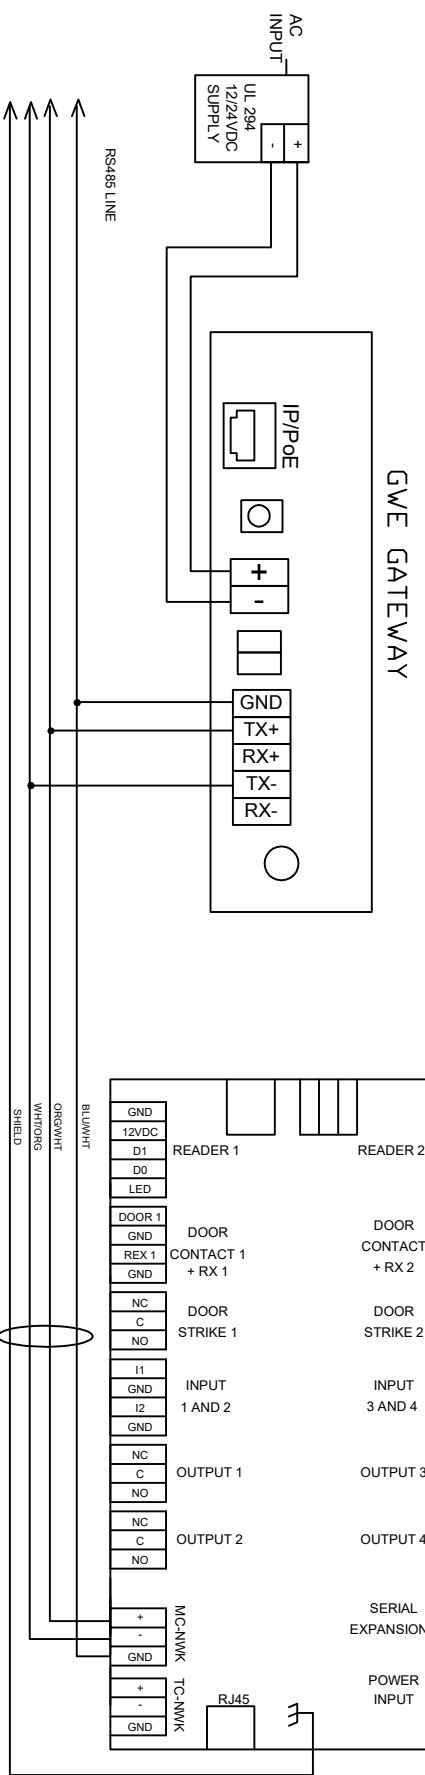 AC
INPUT
UL 294
12/24VDC
SUPPLY
+
-
RS485 LINE
GWE GATEWAY
IP/PoE
+
-
GND
TX+
RX+
TX-
RX-
SHIELD
WHT/ORG
ORG/WHT
BLU/WHT
GND
12VDC
D1
D0
LED
READER 1
READER 2
DOOR 1
GND
REX 1
GND
DOOR
CONTACT 1
+ RX 1
DOOR
CONTACT
+ RX 2
NC
C
NO
DOOR
STRIKE 1
DOOR
STRIKE 2
I1
GND
I2
GND
INPUT
1 AND 2
INPUT
3 AND 4
NC
C
NO
OUTPUT 1
OUTPUT 3
NC
C
NO
OUTPUT 2
OUTPUT 4
+
-
GND
MC-NWK
SERIAL
EXPANSION
+
-
GND
TC-NWK
RJ45
POWER
INPUT